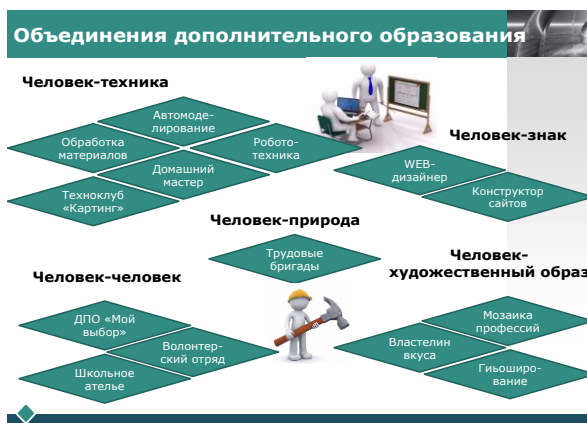 Объединения дополнительного образования
Человек-техника
Автомоде-
лирование
Обработка
материалов
Робото-
техника
Домашний
мастер
Техноклуб
«Картинг»
Человек-знак
WEB-
дизайнер
Конструктор
сайтов
Человек-природа
Трудовые
бригады
Человек-человек
ДПО «Мой
выбор»
Волонтер-
ский отряд
Школьное
ателье
Человек-
художественный образ
Мозаика
профессий
Властелин
вкуса
Гиьоширо-
вание